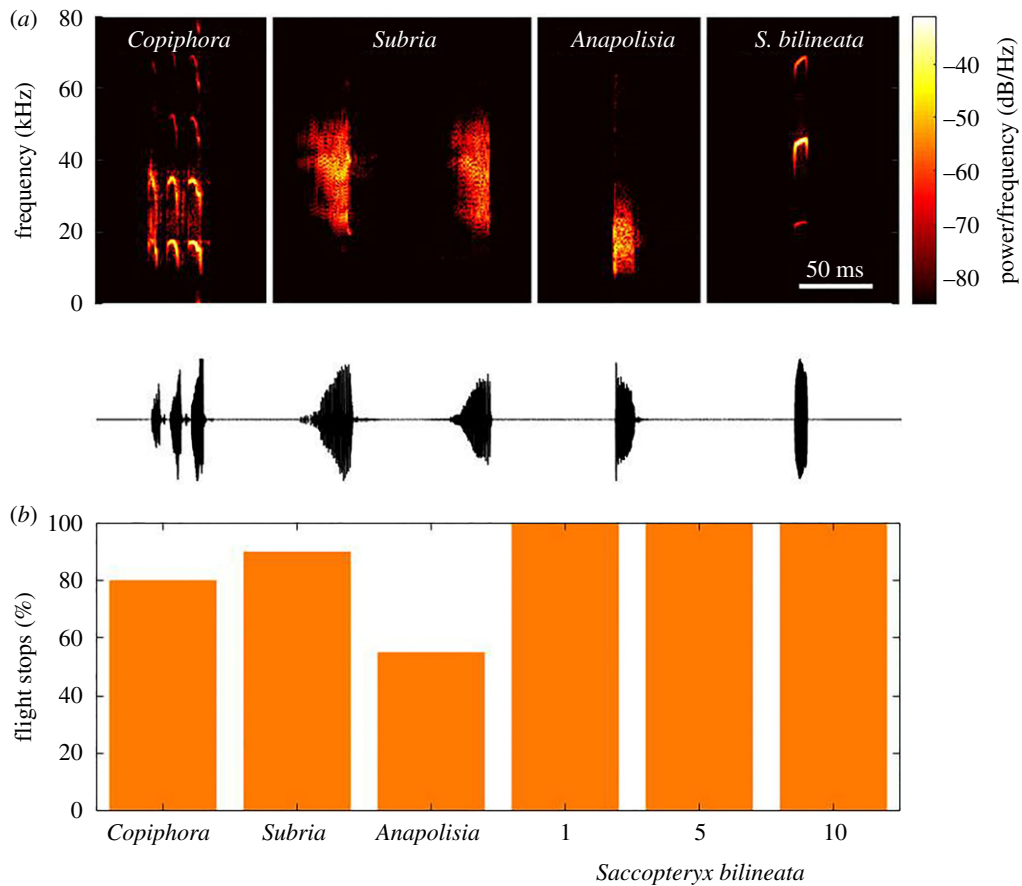 (a)
Copiphora Subria Anapolisia S. bilineata
80
60
40
20
0
frequency (kHz)
50 ms
–40
–50
–60
–70
–80
power/frequency (dB/Hz)
(b)
100
80
60
40
20
0
flight stops (%)
Copiphora Subria Anapolisia 1 5 10
Saccopteryx bilineata